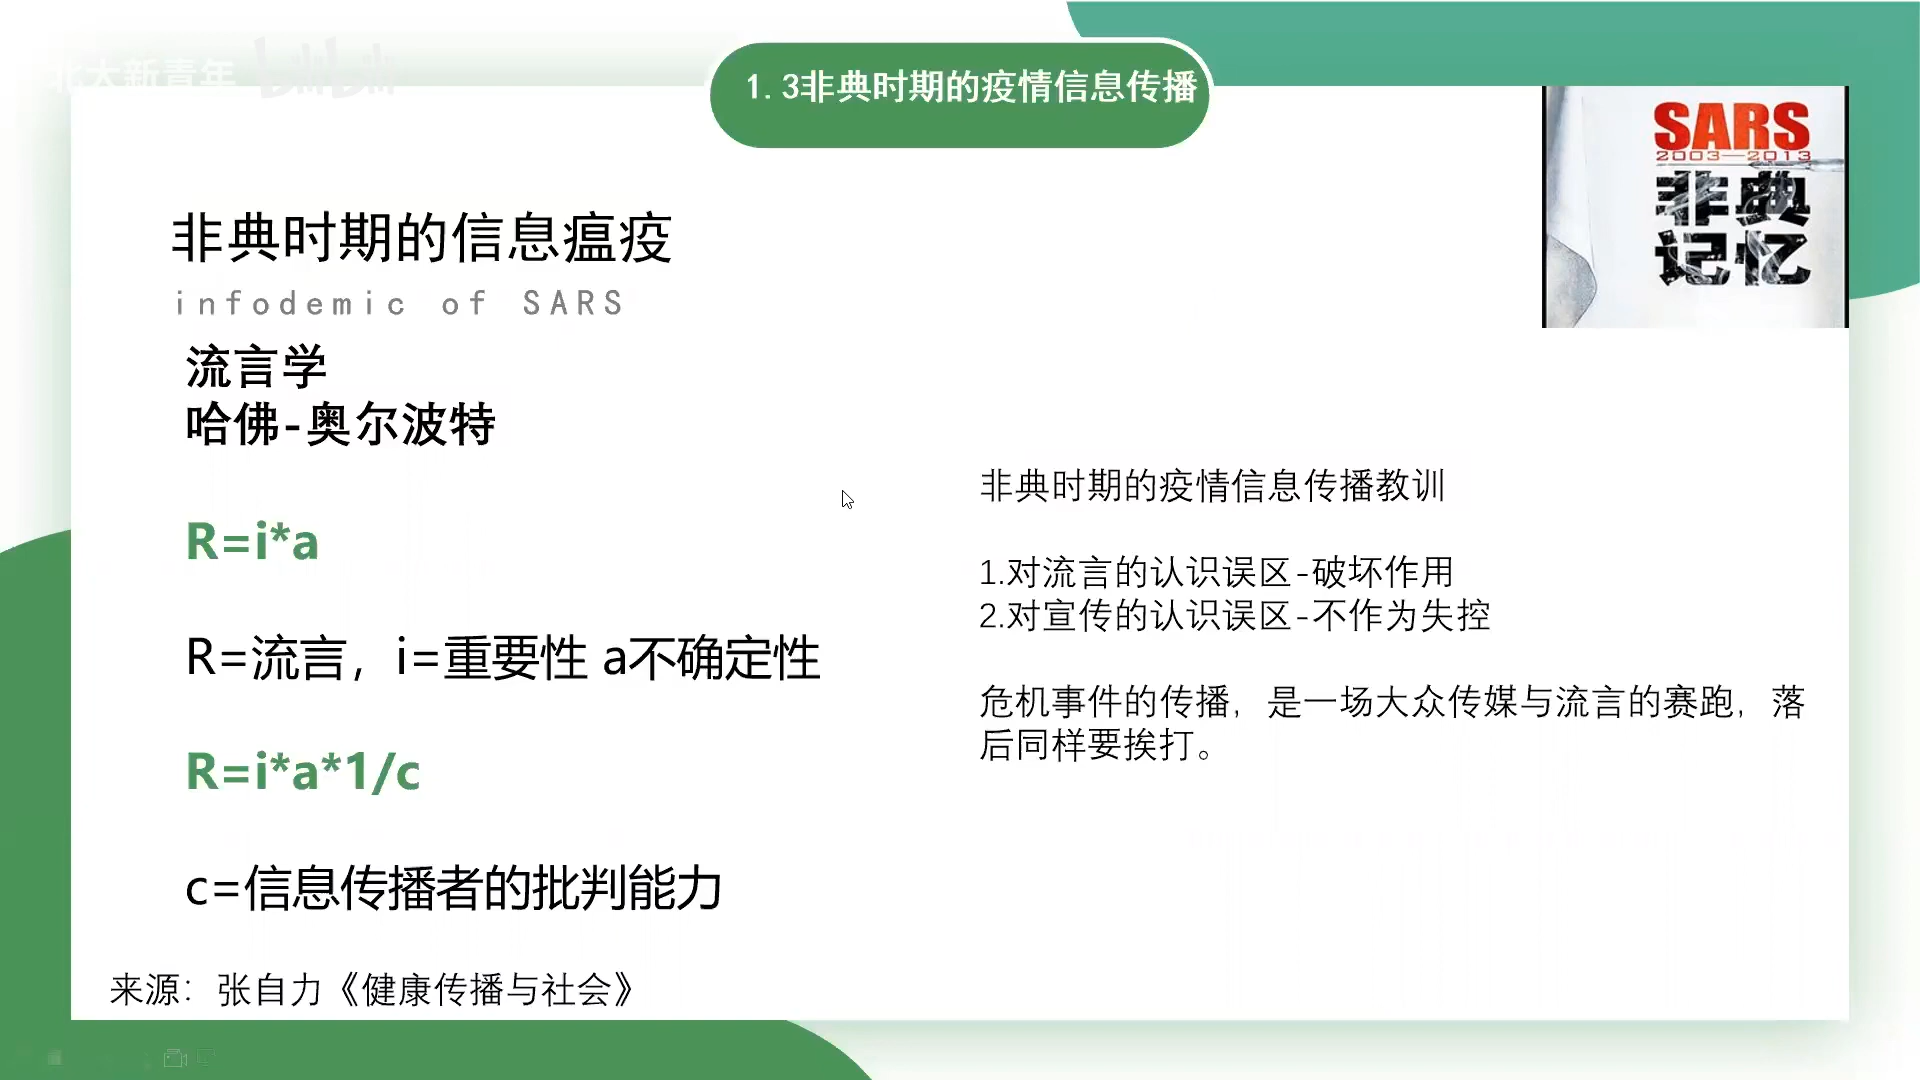 北大新青年 bilibili
1.3非典时期的疫情信息传播
SARS
2003—2013
非典
记忆
非典时期的信息瘟疫
infodemic of SARS
流言学
哈佛-奥尔波特
R=i*a
R=流言，i=重要性 a不确定性
R=i*a*1/c
c=信息传播者的批判能力
来源：张自力《健康传播与社会》
非典时期的疫情信息传播教训
1.对流言的认识误区-破坏作用
2.对宣传的认识误区-不作为失控
危机事件的传播，是一场大众传媒与流言的赛跑，落
后同样要挨打。